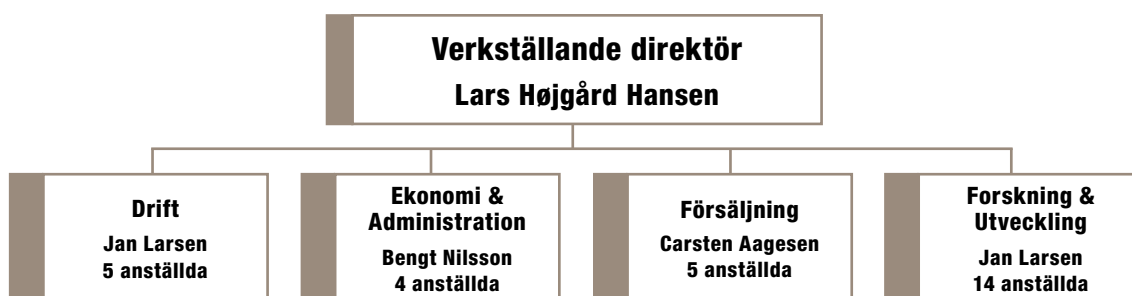 Verkställande direktör
Lars Højgård Hansen
Drift
Jan Larsen
5 anställda
Ekonomi &
Administration
Bengt Nilsson
4 anställda
Försäljning
Carsten Aagesen
5 anställda
Forskning &
Utveckling
Jan Larsen
14 anställda